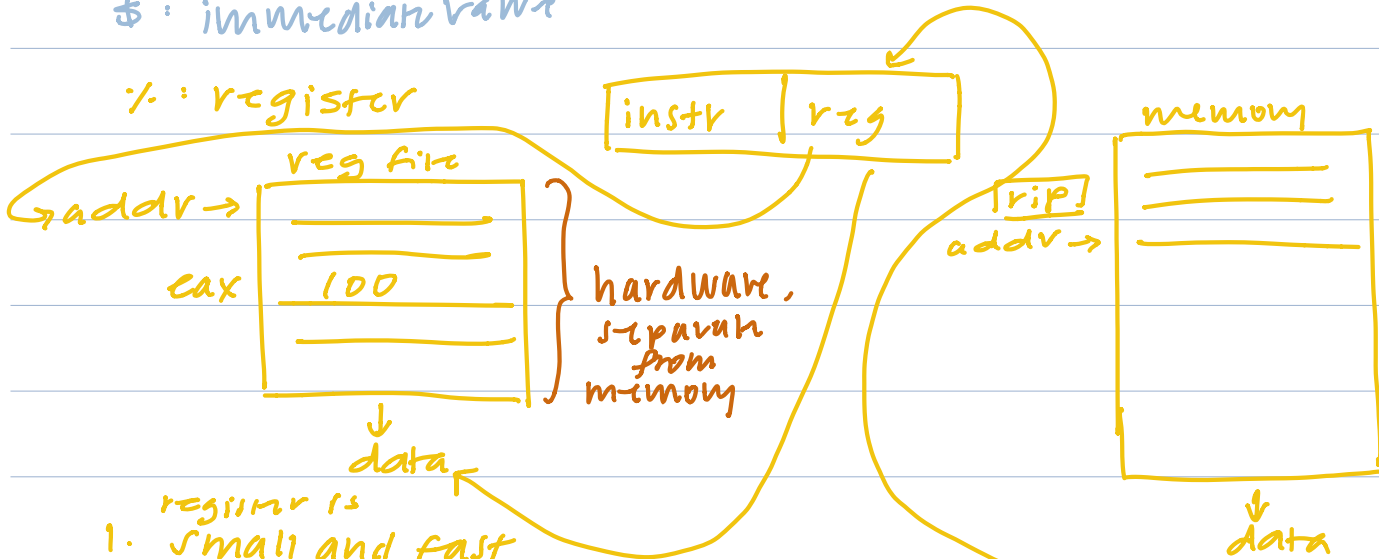 $ : immediate value
% : register
instr reg
memory
reg file
addr →
rip
addr →
eax 100
hardware,
separate
from
memory
data
register is
1. small and fast
data